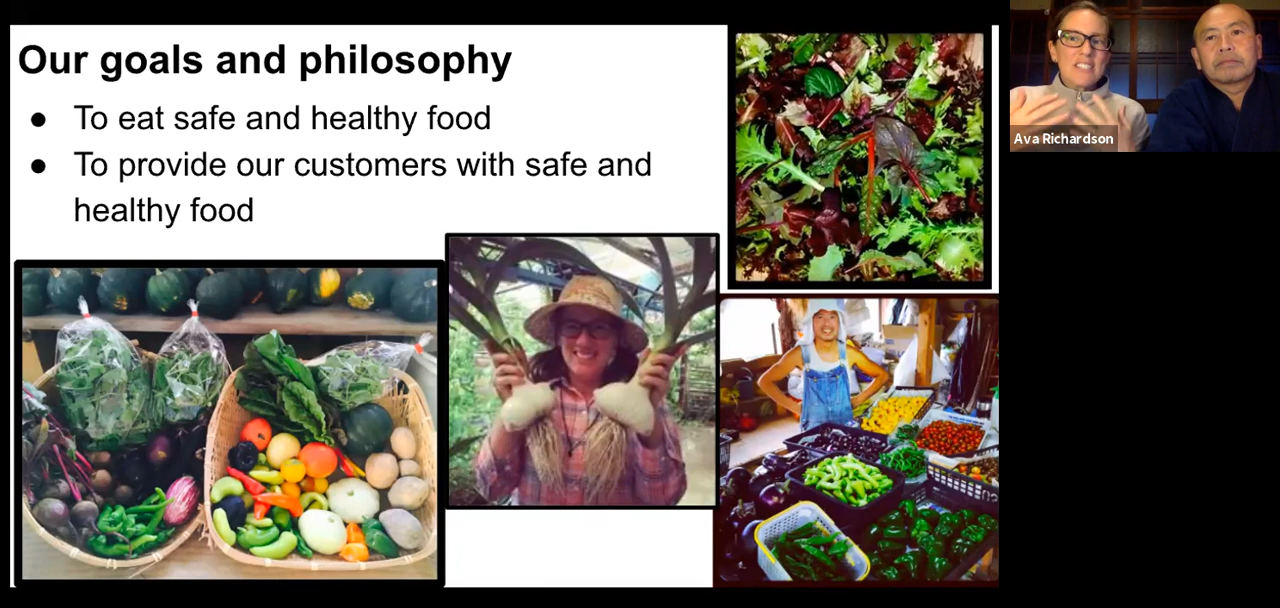 Our goals and philosophy
● To eat safe and healthy food
● To provide our customers with safe and
healthy food
Ava Richardson